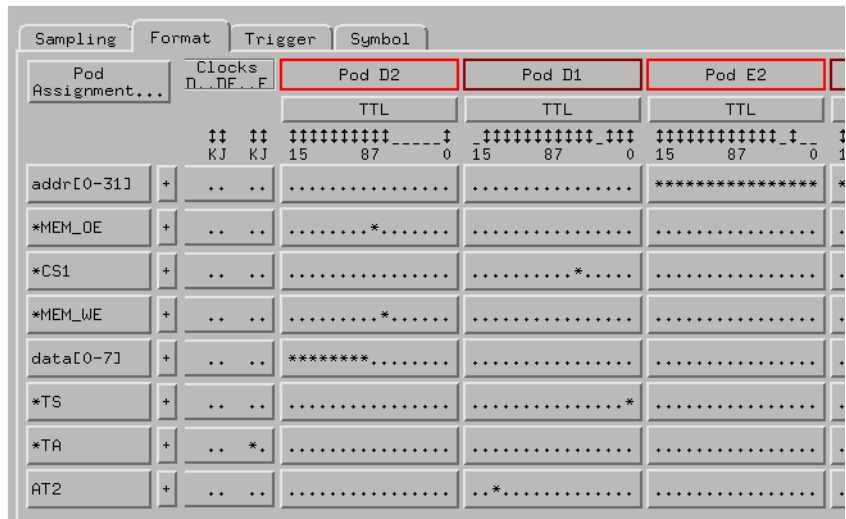 Sampling Format Trigger Symbol
Pod Assignment... Clocks D..DE..E Pod D2 Pod D1 Pod E2
TTL TTL TTL
KJ KJ 15 87 0 15 87 0 15 87 0 1
addr[0-31] + .. .. ................ ................ **************** *
*MEM_OE + .. .. ........*....... ................ ................ .
*CS1 + .. .. ................ ..........*..... ................ .
*MEM_WE + .. .. .........*...... ................ ................ .
data[0-7] + .. .. ********........ ................ ................ .
*TS + .. .. ................ ...............* ................ .
*TA + .. *. ................ ................ ................ .
AT2 + .. .. ................ ..*............. ................ .